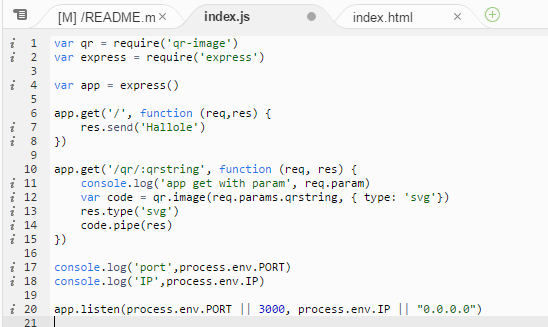 [M] /README.m × index.js index.html ×
i 1 var qr = require('qr-image')
i 2 var express = require('express')
3
i 4 var app = express()
5
6 app.get('/', function (req,res) {
i 7     res.send('Hallole')
i 8 })
9
10 app.get('/qr/:qrstring', function (req, res) {
i 11     console.log('app get with param', req.param)
i 12     var code = qr.image(req.params.qrstring, { type: 'svg'})
i 13     res.type('svg')
i 14     code.pipe(res)
i 15 })
16
i 17 console.log('port',process.env.PORT)
i 18 console.log('IP',process.env.IP)
19
i 20 app.listen(process.env.PORT || 3000, process.env.IP || "0.0.0.0")
21